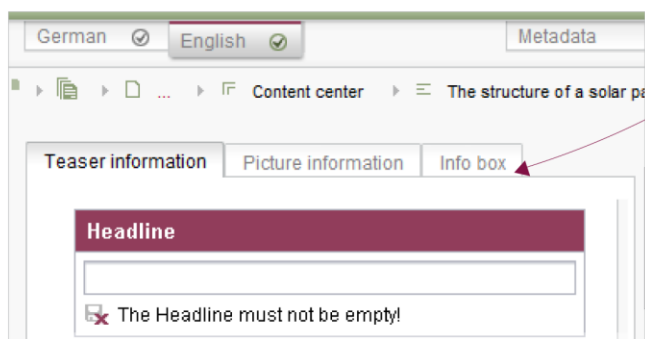 German English Metadata
... Content center The structure of a solar
Teaser information Picture information Info box
Headline
The Headline must not be empty!